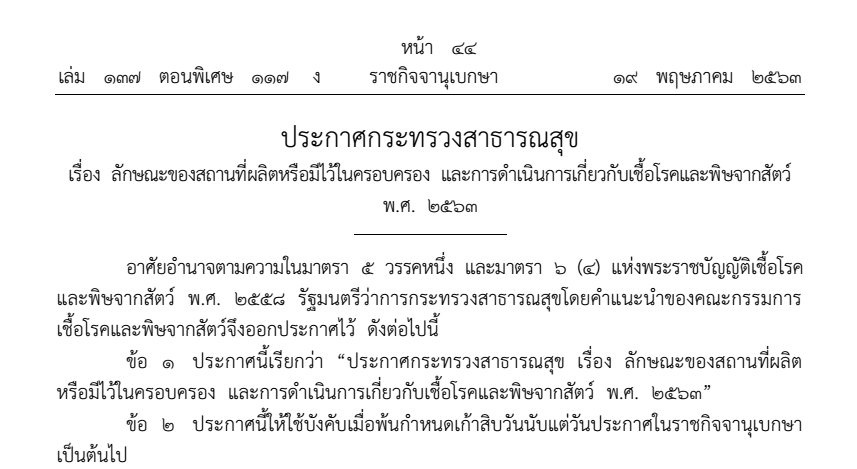 หน้า ๔๔
เล่ม ๑๓๗ ตอนพิเศษ ๑๑๗ ง ราชกิจจานุเบกษา ๑๙ พฤษภาคม ๒๕๖๓
ประกาศกระทรวงสาธารณสุข
เรื่อง ลักษณะของสถานที่ผลิตหรือมีไว้ในครอบครอง และการดำเนินการเกี่ยวกับเชื้อโรคและพิษจากสัตว์
พ.ศ. ๒๕๖๓
อาศัยอำนาจตามความในมาตรา ๕ วรรคหนึ่ง และมาตรา ๖ (๔) แห่งพระราชบัญญัติเชื้อโรค
และพิษจากสัตว์ พ.ศ. ๒๕๕๘ รัฐมนตรีว่าการกระทรวงสาธารณสุขโดยคำแนะนำของคณะกรรมการ
เชื้อโรคและพิษจากสัตว์จึงออกประกาศไว้ ดังต่อไปนี้
ข้อ ๑ ประกาศนี้เรียกว่า “ประกาศกระทรวงสาธารณสุข เรื่อง ลักษณะของสถานที่ผลิต
หรือมีไว้ในครอบครอง และการดำเนินการเกี่ยวกับเชื้อโรคและพิษจากสัตว์ พ.ศ. ๒๕๖๓”
ข้อ ๒ ประกาศนี้ให้ใช้บังคับเมื่อพ้นกำหนดเก้าสิบวันนับแต่วันประกาศในราชกิจจานุเบกษา
เป็นต้นไป